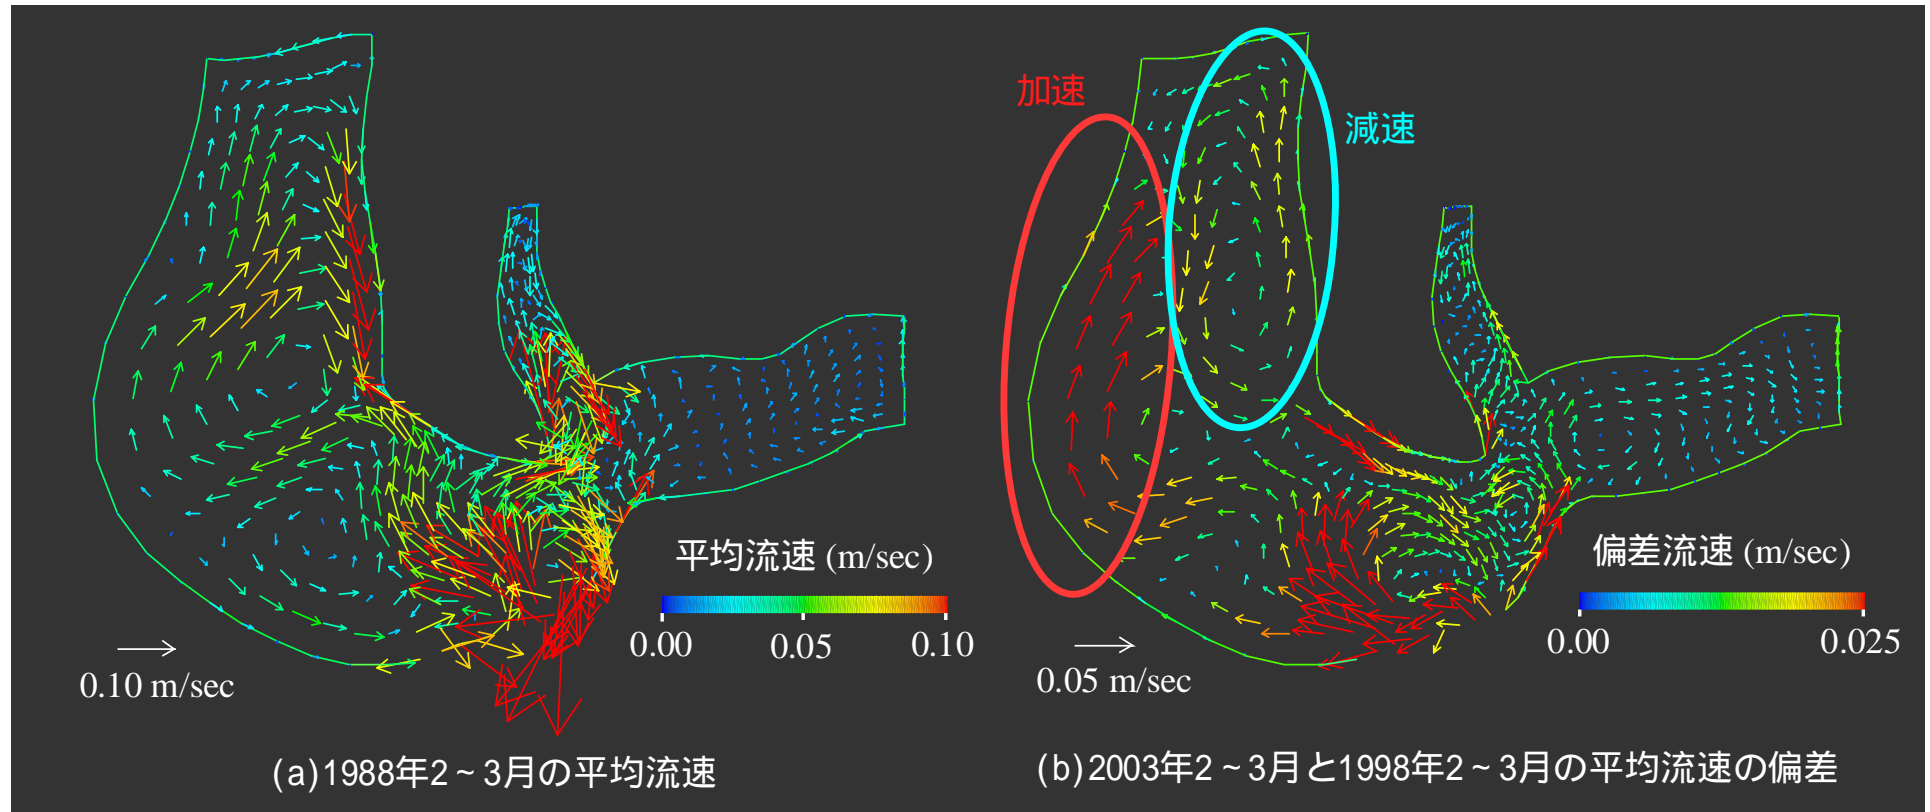 加速
減速
平均流速 (m/sec)
0.00 0.05 0.10
0.10 m/sec
偏差流速 (m/sec)
0.00 0.025
0.05 m/sec
(a)1988年2~3月の平均流速
(b)2003年2~3月と1998年2~3月の平均流速の偏差